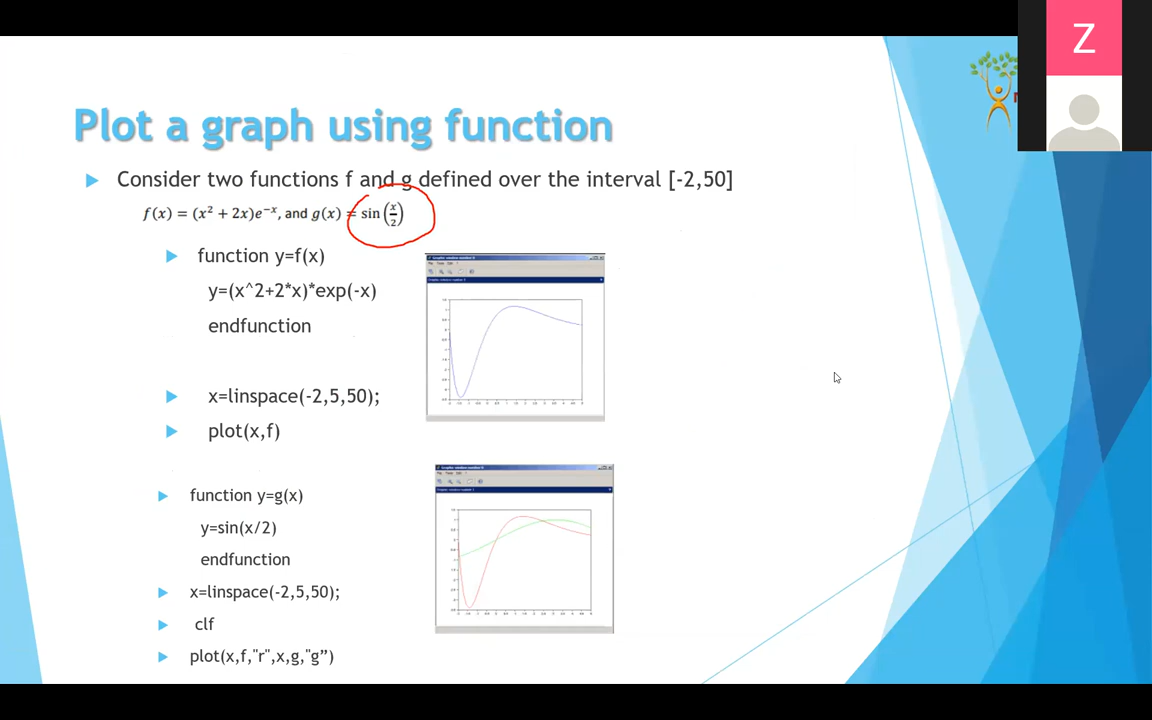 Z
Plot a graph using function
Consider two functions f and g defined over the interval [-2,50]
f(x) = (x² + 2x)e⁻ˣ, and g(x) = sin (x/2)
function y=f(x)
y=(x^2+2*x)*exp(-x)
endfunction
x=linspace(-2,5,50);
plot(x,f)
function y=g(x)
y=sin(x/2)
endfunction
x=linspace(-2,5,50);
clf
plot(x,f,"r",x,g,"g”)